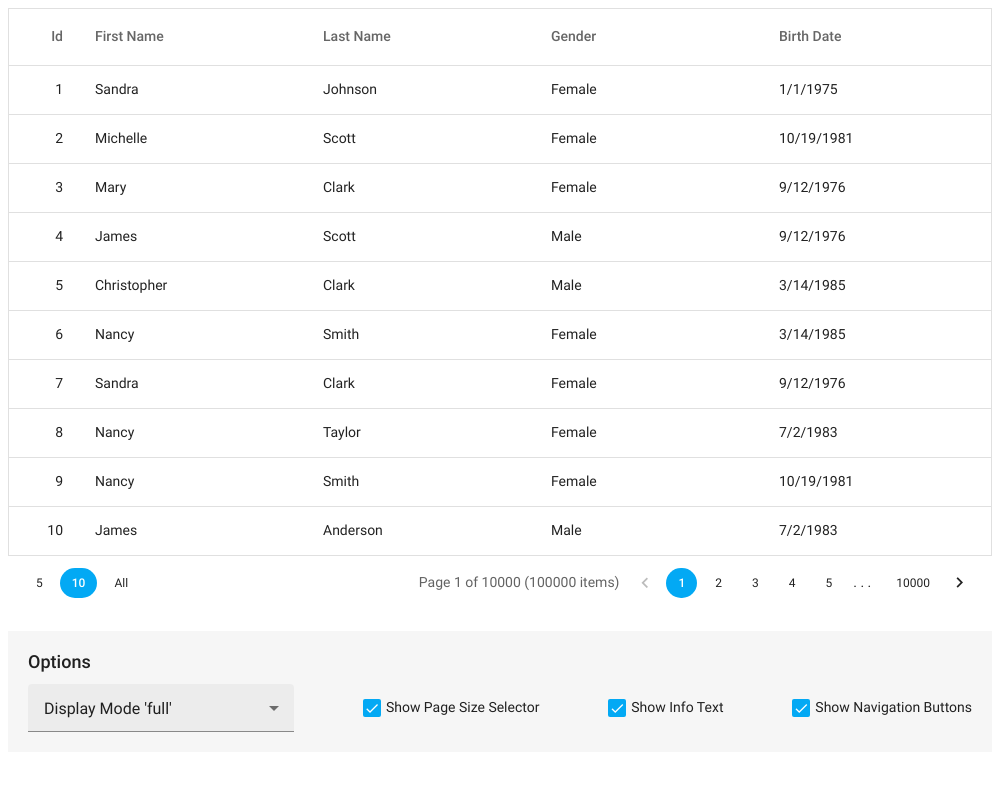 Id First Name Last Name Gender Birth Date
1 Sandra Johnson Female 1/1/1975
2 Michelle Scott Female 10/19/1981
3 Mary Clark Female 9/12/1976
4 James Scott Male 9/12/1976
5 Christopher Clark Male 3/14/1985
6 Nancy Smith Female 3/14/1985
7 Sandra Clark Female 9/12/1976
8 Nancy Taylor Female 7/2/1983
9 Nancy Smith Female 10/19/1981
10 James Anderson Male 7/2/1983
5 10 All Page 1 of 10000 (100000 items) 1 2 3 4 5 . . . 10000
Options
Display Mode 'full' Show Page Size Selector Show Info Text Show Navigation Buttons